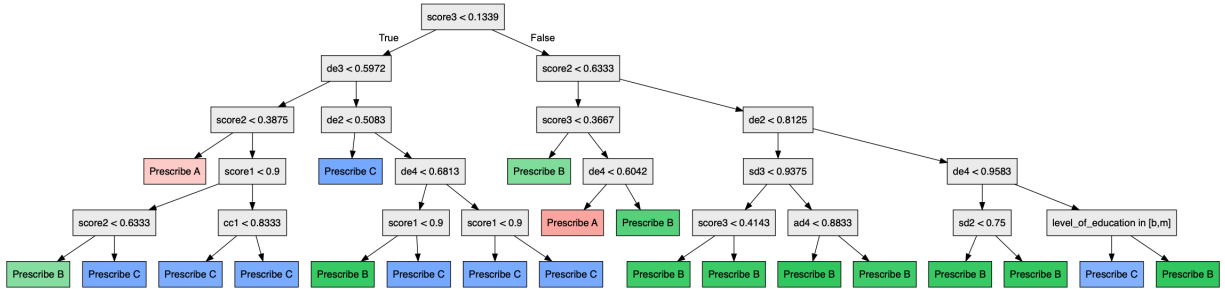 score3 < 0.1339
True
False
de3 < 0.5972
score2 < 0.6333
score2 < 0.3875
de2 < 0.5083
score3 < 0.3667
de2 < 0.8125
Prescribe A
score1 < 0.9
Prescribe C
de4 < 0.6813
Prescribe B
de4 < 0.6042
sd3 < 0.9375
de4 < 0.9583
score2 < 0.6333
cc1 < 0.8333
score1 < 0.9
score1 < 0.9
Prescribe A
Prescribe B
score3 < 0.4143
ad4 < 0.8833
sd2 < 0.75
level_of_education in [b,m]
Prescribe B
Prescribe C
Prescribe C
Prescribe C
Prescribe B
Prescribe C
Prescribe C
Prescribe C
Prescribe B
Prescribe B
Prescribe B
Prescribe B
Prescribe B
Prescribe B
Prescribe C
Prescribe B